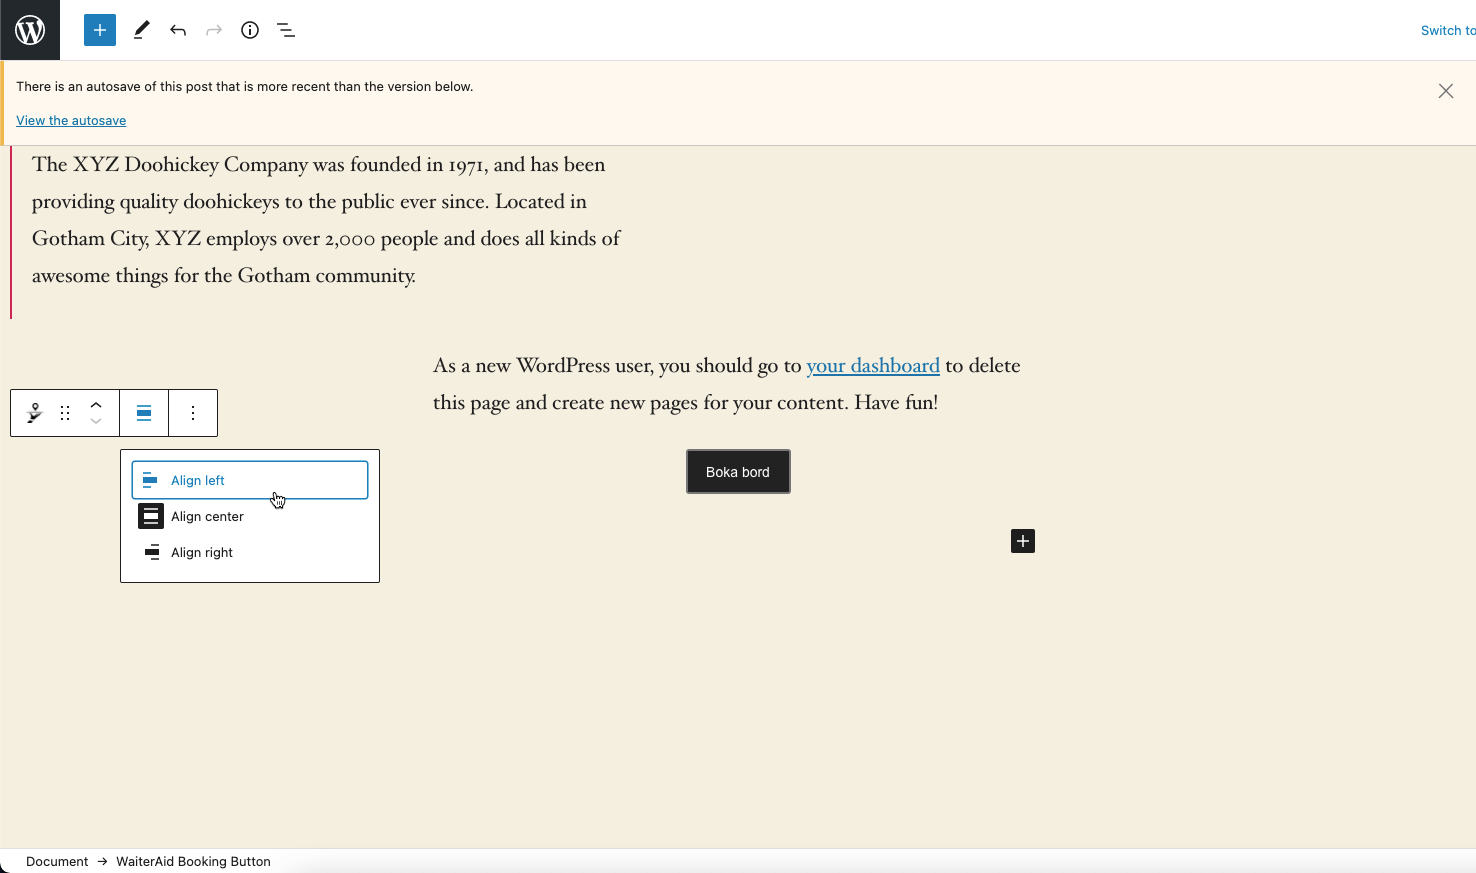 Switch to
There is an autosave of this post that is more recent than the version below.
View the autosave
The XYZ Doohickey Company was founded in 1971, and has been
providing quality doohickeys to the public ever since. Located in
Gotham City, XYZ employs over 2,000 people and does all kinds of
awesome things for the Gotham community.
As a new WordPress user, you should go to your dashboard to delete
this page and create new pages for your content. Have fun!
Align left
Align center
Align right
Boka bord
Document → WaiterAid Booking Button